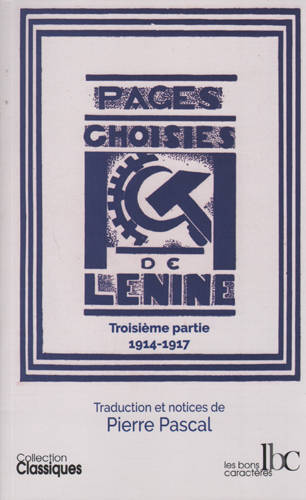 PAGES
CHOISIES
DE
LENINE
Troisième partie
1914-1917
Traduction et notices de
Pierre Pascal
Collection
Classiques
les bons
caractères
lbc